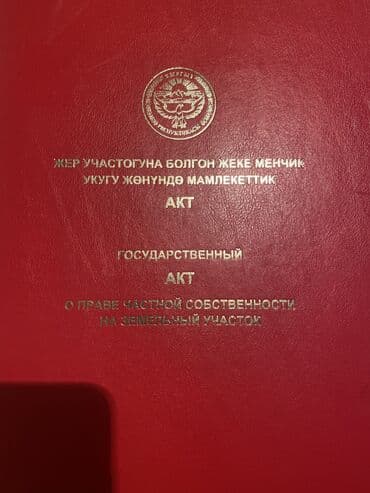 ЖЕР УЧАСТОГУНА БОЛГОН ЖЕКЕ МЕНЧИК
УКУГУ ЖӨНҮНДӨ МАМЛЕКЕТТИК
АКТ
ГОСУДАРСТВЕННЫЙ
АКТ
О ПРАВЕ ЧАСТНОЙ СОБСТВЕННОСТИ
НА ЗЕМЕЛЬНЫЙ УЧАСТОК